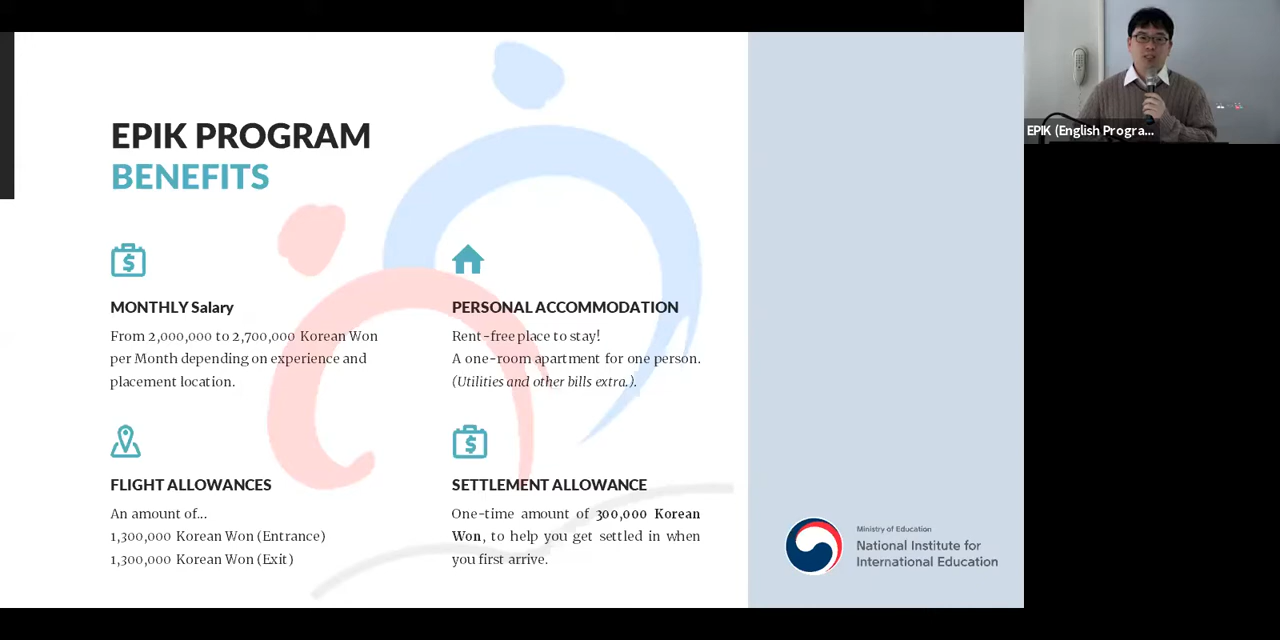 EPIK PROGRAM
BENEFITS
MONTHLY Salary
From 2,000,000 to 2,700,000 Korean Won
per Month depending on experience and
placement location.
PERSONAL ACCOMMODATION
Rent-free place to stay!
A one-room apartment for one person.
(Utilities and other bills extra.).
FLIGHT ALLOWANCES
An amount of...
1,300,000 Korean Won (Entrance)
1,300,000 Korean Won (Exit)
SETTLEMENT ALLOWANCE
One-time amount of 300,000 Korean
Won, to help you get settled in when
you first arrive.
Ministry of Education
National Institute for
International Education
EPIK (English Progra...